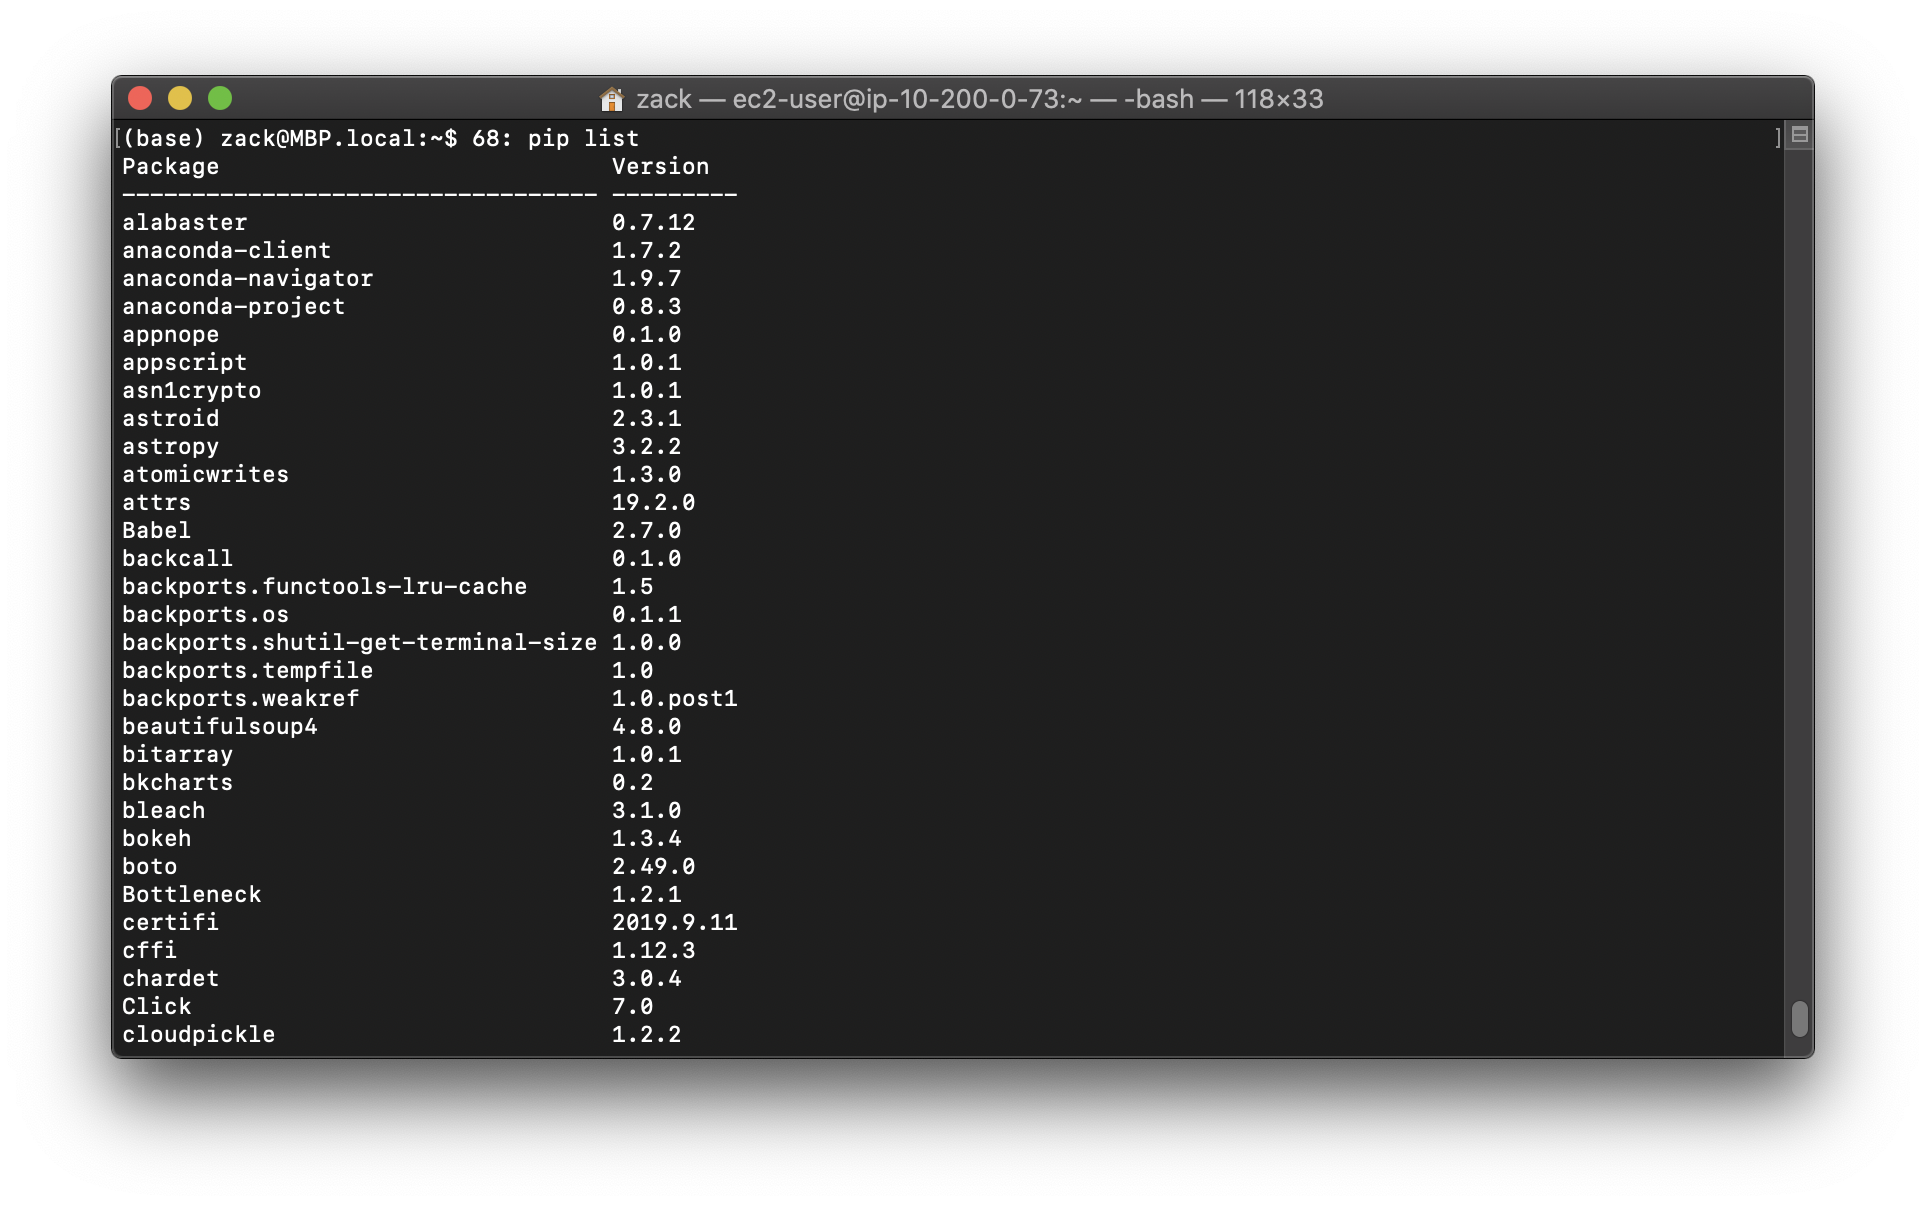 zack — ec2-user@ip-10-200-0-73:~ — -bash — 118×33
[(base) zack@MBP.local:~$ 68: pip list ]
Package                            Version
---------------------------------- ---------
alabaster                          0.7.12
anaconda-client                    1.7.2
anaconda-navigator                 1.9.7
anaconda-project                   0.8.3
appnope                            0.1.0
appscript                          1.0.1
asn1crypto                         1.0.1
astroid                            2.3.1
astropy                            3.2.2
atomicwrites                       1.3.0
attrs                              19.2.0
Babel                              2.7.0
backcall                           0.1.0
backports.functools-lru-cache      1.5
backports.os                       0.1.1
backports.shutil-get-terminal-size 1.0.0
backports.tempfile                 1.0
backports.weakref                  1.0.post1
beautifulsoup4                     4.8.0
bitarray                           1.0.1
bkcharts                           0.2
bleach                             3.1.0
bokeh                              1.3.4
boto                               2.49.0
Bottleneck                         1.2.1
certifi                            2019.9.11
cffi                               1.12.3
chardet                            3.0.4
Click                              7.0
cloudpickle                        1.2.2